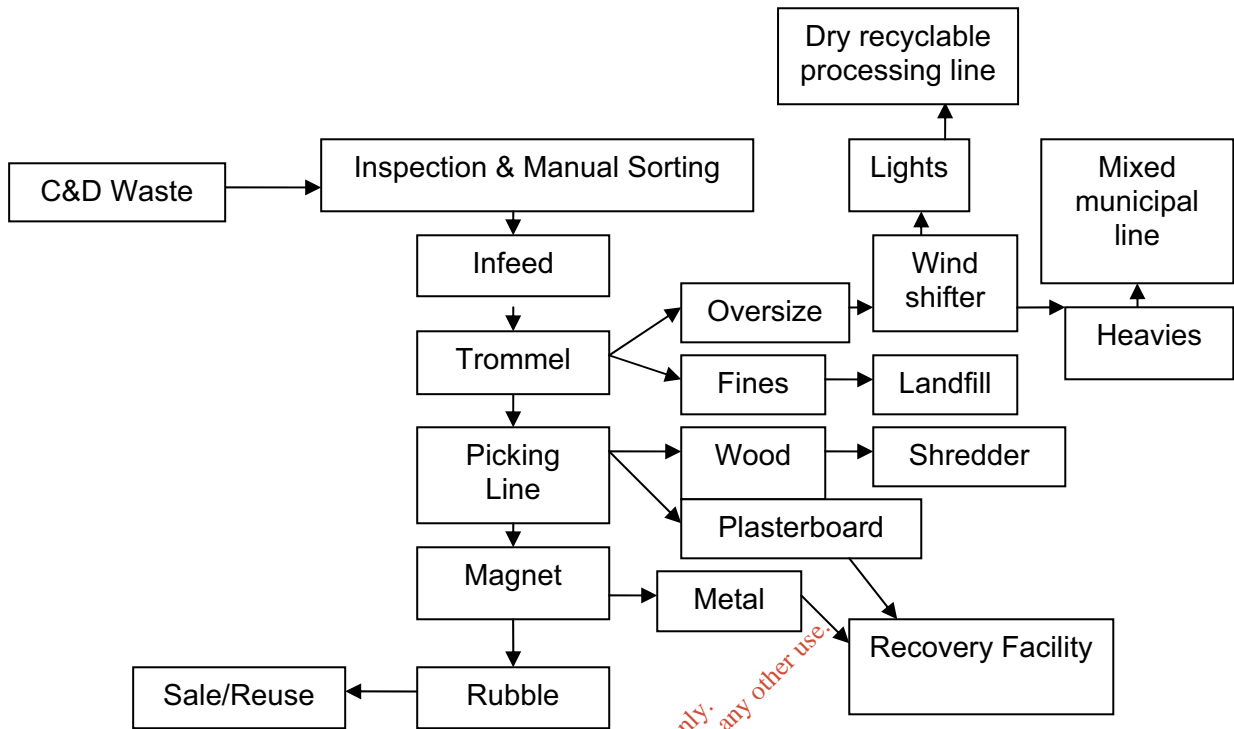 Dry recyclable
processing line
C&D Waste
Inspection & Manual Sorting
Lights
Mixed
municipal
line
Infeed
Wind
shifter
Oversize
Heavies
Trommel
Fines
Landfill
Picking
Line
Wood
Shredder
Plasterboard
Magnet
Metal
Recovery Facility
Sale/Reuse
Rubble
any other use.